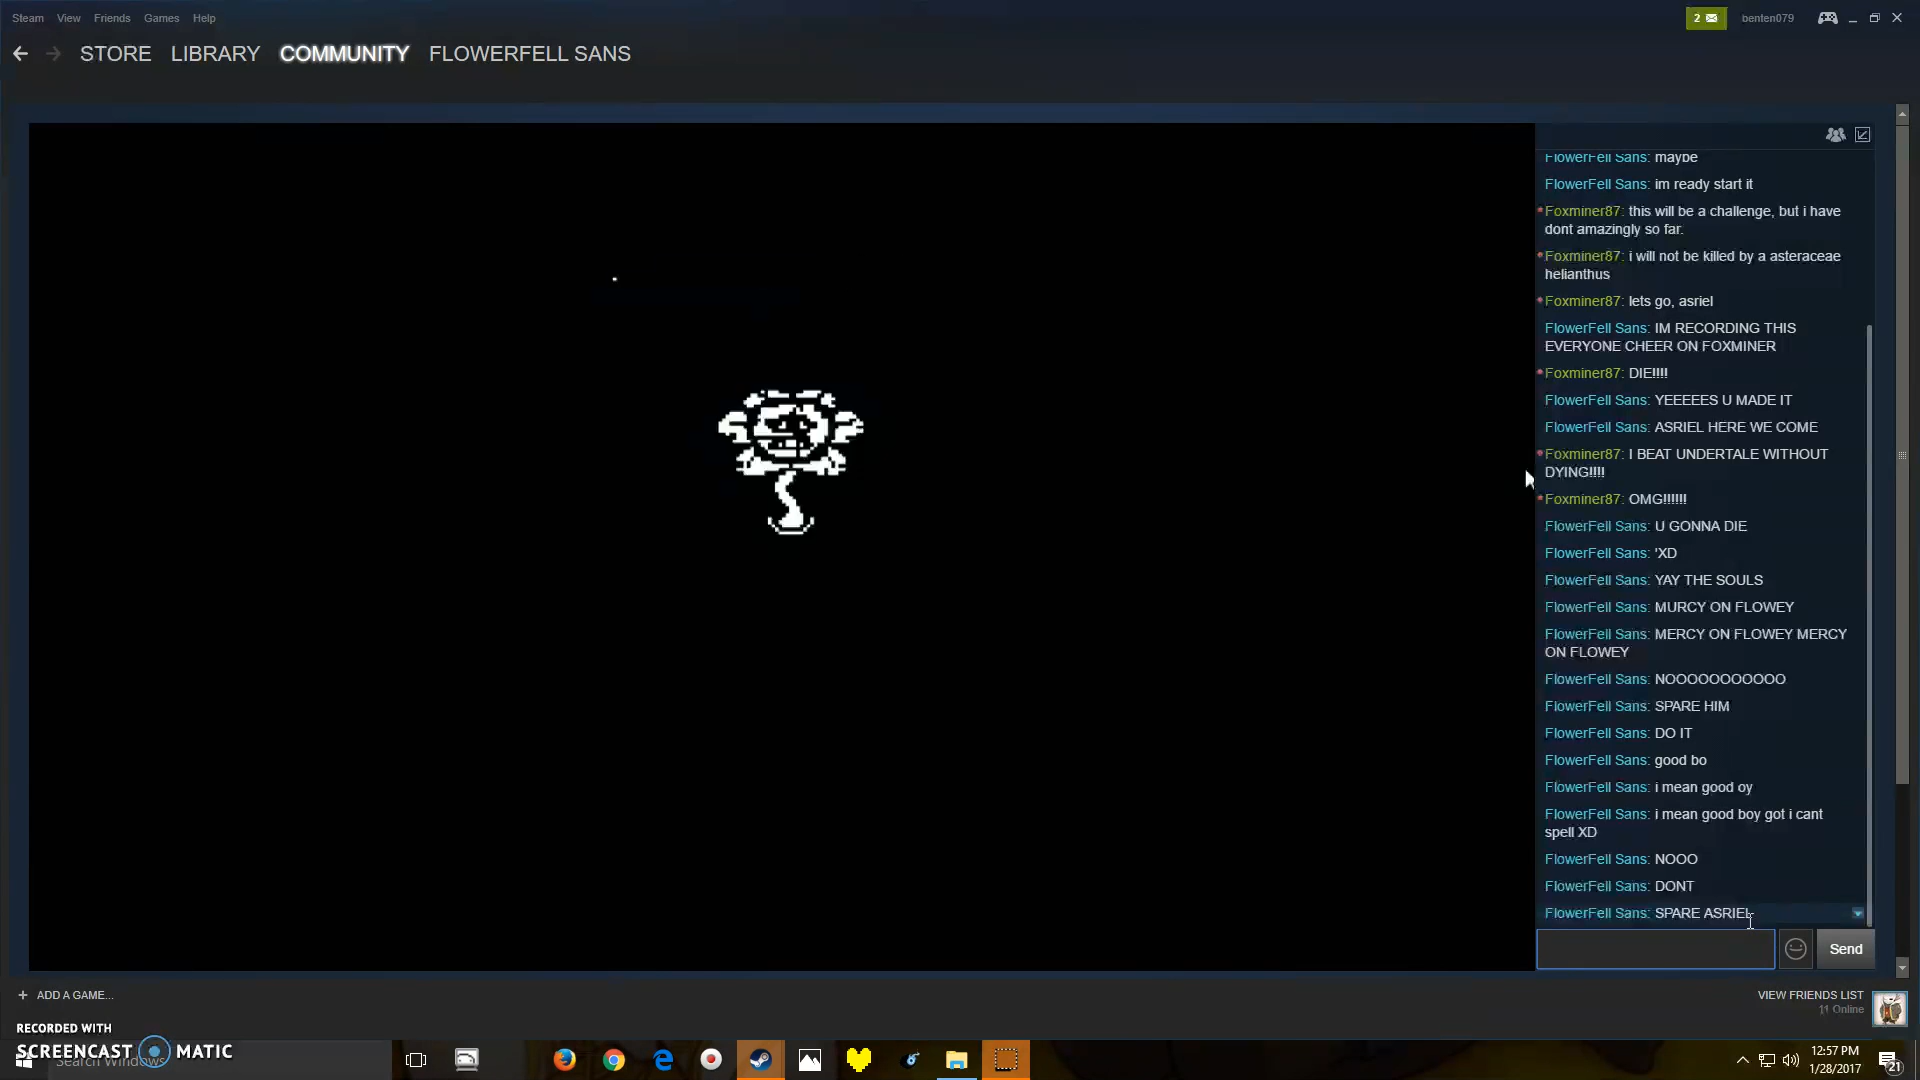 Steam View Friends Games Help
2
benten079
STORE LIBRARY COMMUNITY FLOWERFELL SANS
FlowerFell Sans: maybe
FlowerFell Sans: im ready start it
Foxminer87: this will be a challenge, but i have
dont amazingly so far.
Foxminer87: i will not be killed by a asteraceae
helianthus
Foxminer87: lets go, asriel
FlowerFell Sans: IM RECORDING THIS
EVERYONE CHEER ON FOXMINER
Foxminer87: DIE!!!!
FlowerFell Sans: YEEEEES U MADE IT
FlowerFell Sans: ASRIEL HERE WE COME
Foxminer87: I BEAT UNDERTALE WITHOUT
DYING!!!!
Foxminer87: OMG!!!!!!
FlowerFell Sans: U GONNA DIE
FlowerFell Sans: 'XD
FlowerFell Sans: YAY THE SOULS
FlowerFell Sans: MURCY ON FLOWEY
FlowerFell Sans: MERCY ON FLOWEY MERCY
ON FLOWEY
FlowerFell Sans: NOOOOOOOOOOO
FlowerFell Sans: SPARE HIM
FlowerFell Sans: DO IT
FlowerFell Sans: good bo
FlowerFell Sans: i mean good oy
FlowerFell Sans: i mean good boy got i cant
spell XD
FlowerFell Sans: NOOO
FlowerFell Sans: DONT
FlowerFell Sans: SPARE ASRIEL
Send
+ ADD A GAME...
VIEW FRIENDS LIST
11 Online
RECORDED WITH
SCREENCAST MATIC
Search Windows
12:57 PM
1/28/2017
21